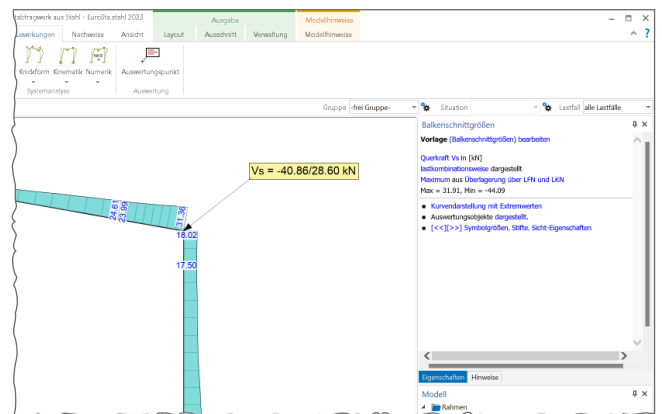 tabtragwerk aus Stahl - EuroSta.stahl 2023
Ausgabe
Modellhinweise
uswirkungen Nachweise Ansicht Layout Ausschnitt Verwaltung Modellhinweise
Knickform Kinematik Numerik Auswertungspunkt
Systemanalyse Auswertung
Gruppe -frei Gruppe- Situation Lastfall alle Lastfälle
Balkenschnittgrößen
Vorlage (Balkenschnittgrößen) bearbeiten
Querkraft Vs in [kN]
lastkombinationsweise dargestellt
Maximum aus Überlagerung über LFN und LKN
Max = 31.91, Min = -44.09
Kurvendarstellung mit Extremwerten
Auswertungsobjekte dargestellt.
[<<][>>] Symbolgrößen, Stifte, Sicht-Eigenschaften
Vs = -40.86/28.60 kN
24.61
23.99
31.36
18.02
17.50
Eigenschaften Hinweise
Modell
Rahmen